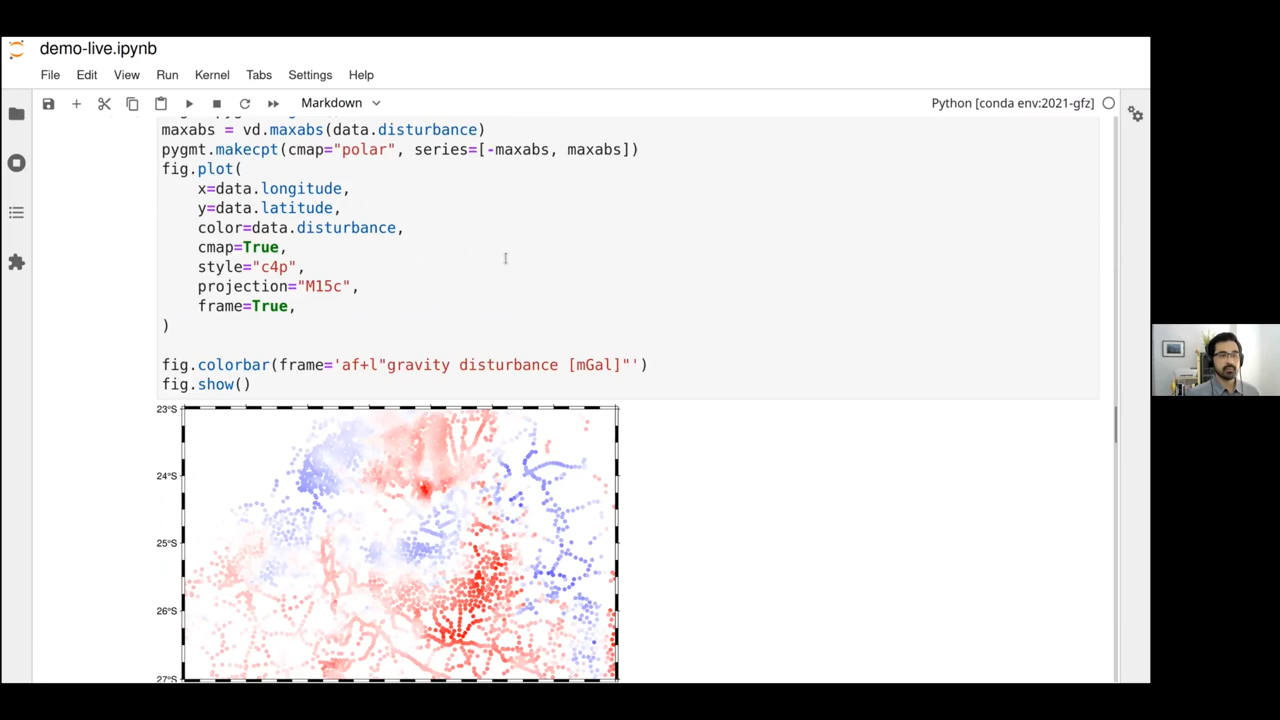 demo-live.ipynb
File Edit View Run Kernel Tabs Settings Help
Markdown
Python [conda env:2021-gfz]
maxabs = vd.maxabs(data.disturbance)
pygmt.makecpt(cmap="polar", series=[-maxabs, maxabs])
fig.plot(
x=data.longitude,
y=data.latitude,
color=data.disturbance,
cmap=True,
style="c4p",
projection="M15c",
frame=True,
)
fig.colorbar(frame='af+l"gravity disturbance [mGal]"')
fig.show()
23°S
24°S
25°S
26°S
27°S